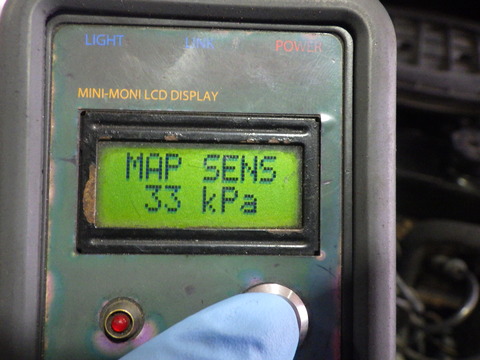 LIGHT LINK POWER
MINI-MONI LCD DISPLAY
MAP SENS
33 kPa